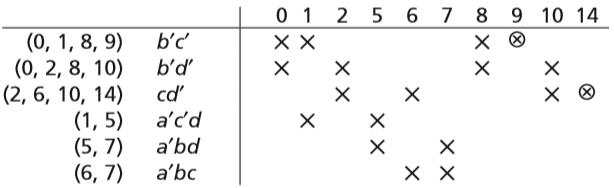 0 1 2 5 6 7 8 9 10 14
(0, 1, 8, 9) b′c′ × × × ⊗
(0, 2, 8, 10) b′d′ × × × ×
(2, 6, 10, 14) cd′ × × × ⊗
(1, 5) a′c′d × ×
(5, 7) a′bd × ×
(6, 7) a′bc × ×